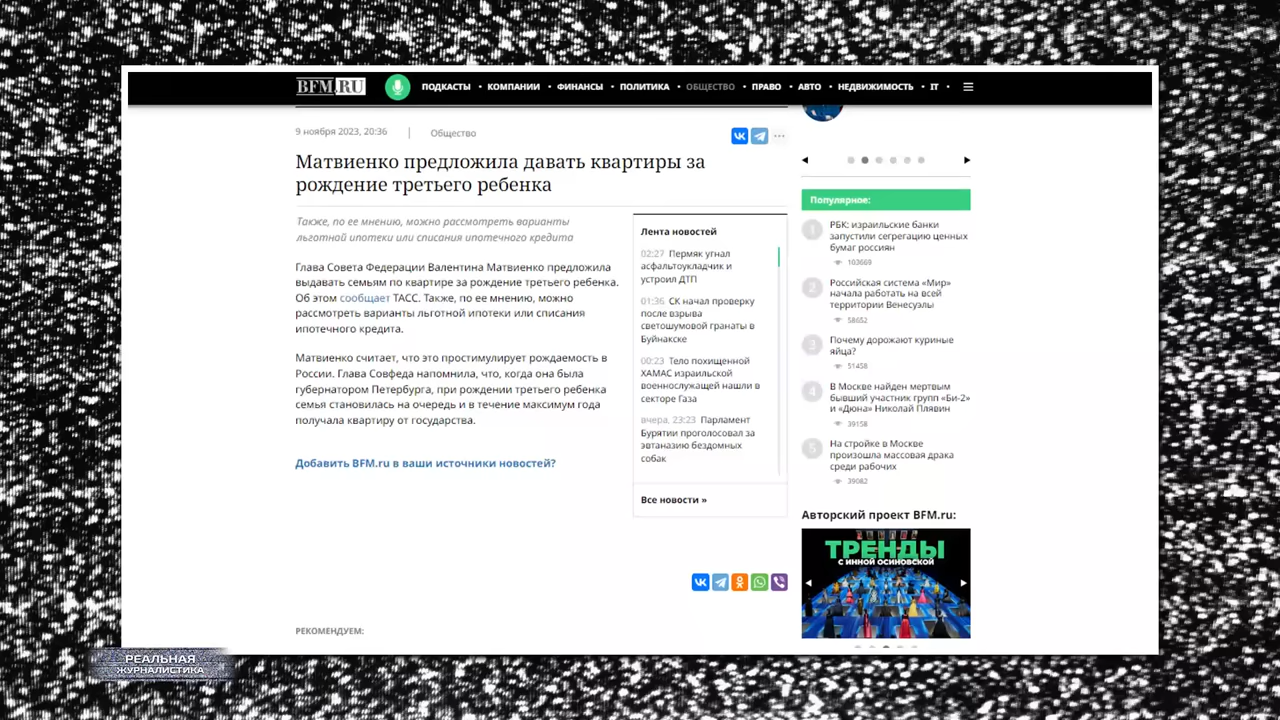 BFM.RU
ПОДКАСТЫ • КОМПАНИИ • ФИНАНСЫ • ПОЛИТИКА • ОБЩЕСТВО • ПРАВО • АВТО • НЕДВИЖИМОСТЬ • IT •
9 ноября 2023, 20:36 | Общество
Матвиенко предложила давать квартиры за
рождение третьего ребенка
Также, по ее мнению, можно рассмотреть варианты
льготной ипотеки или списания ипотечного кредита
Глава Совета Федерации Валентина Матвиенко предложила
выдавать семьям по квартире за рождение третьего ребенка.
Об этом сообщает ТАСС. Также, по ее мнению, можно
рассмотреть варианты льготной ипотеки или списания
ипотечного кредита.
Матвиенко считает, что это простимулирует рождаемость в
России. Глава Совфеда напомнила, что, когда она была
губернатором Петербурга, при рождении третьего ребенка
семья становилась на очередь и в течение максимум года
получала квартиру от государства.
Добавить BFM.ru в ваши источники новостей?
Лента новостей
02:27 Пермяк угнал
асфальтоукладчик и
устроил ДТП
01:36 СК начал проверку
после взрыва
светошумовой гранаты в
Буйнакске
00:23 Тело похищенной
ХАМАС израильской
военнослужащей нашли в
секторе Газа
вчера, 23:23 Парламент
Бурятии проголосовал за
эвтаназию бездомных
собак
Все новости »
Популярное:
1 РБК: израильские банки
запустили сегрегацию ценных
бумаг россиян
103669
2 Российская система «Мир»
начала работать на всей
территории Венесуэлы
58652
3 Почему дорожают куриные
яйца?
51458
4 В Москве найден мертвым
бывший участник групп «Би-2»
и «Дюна» Николай Плявин
39158
5 На стройке в Москве
произошла массовая драка
среди рабочих
39082
Авторский проект BFM.ru:
ТРЕНДЫ
С ИННОЙ ОСИНОВСКОЙ
РЕКОМЕНДУЕМ:
РЕАЛЬНАЯ
ЖУРНАЛИСТИКА